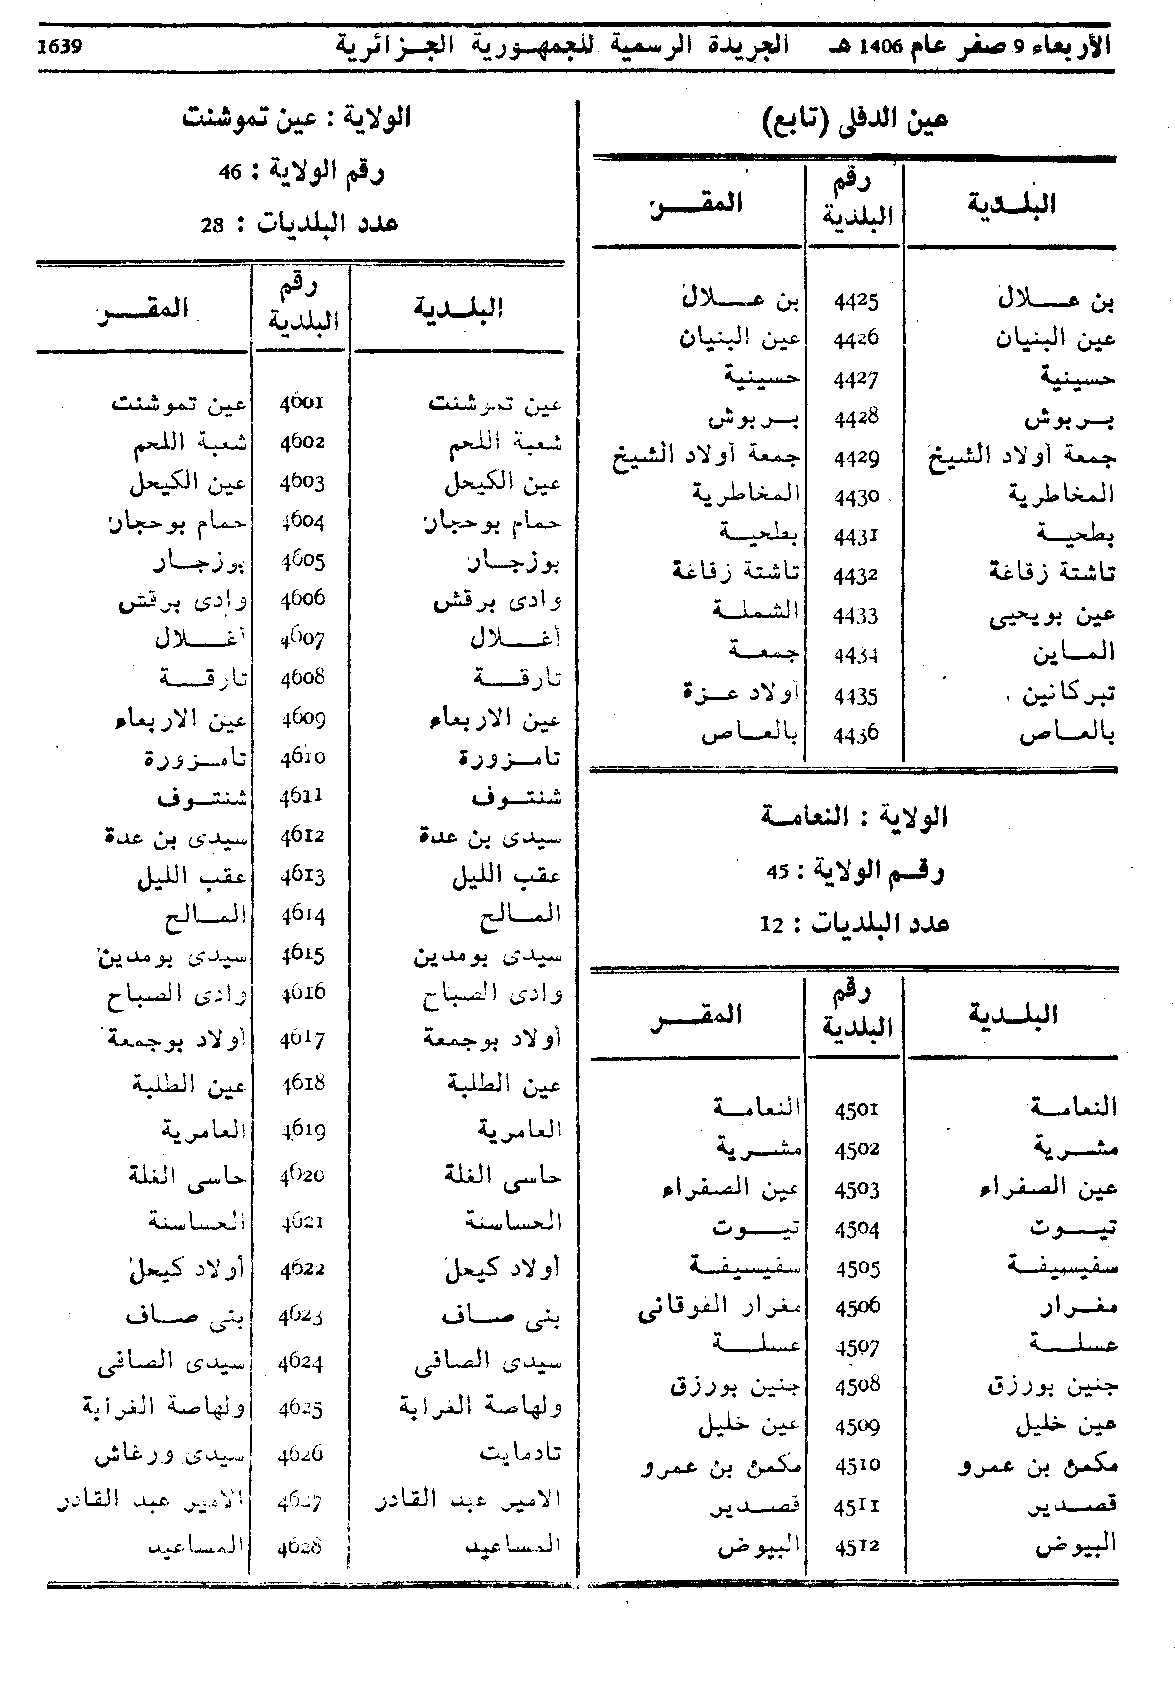 الأربعاء 9 صفر عام 1406 هـ الجريدة الرسمية للجمهورية الجزائرية 1639
عين الدفلى (تابع)
البلدية رقم البلدية المقر
بن علال 4425 بن علال
عين البنيان 4426 عين البنيان
حسينية 4427 حسينية
بربوش 4428 بربوش
جمعة أولاد الشيخ 4429 جمعة أولاد الشيخ
المخاطرية 4430 المخاطرية
بطحية 4431 بطحية
تاشتة زقاغة 4432 تاشتة زقاغة
عين بويحيى 4433 الشملة
الماين 4434 جمعة
تبركانين 4435 أولاد عزة
بالعاص 4436 بالعاص
الولاية : النعامة
رقم الولاية : 45
عدد البلديات : 12
البلدية رقم البلدية المقر
النعامة 4501 النعامة
مشرية 4502 مشرية
عين الصفراء 4503 عين الصفراء
تيوت 4504 تيوت
سفيسيفة 4505 سفيسيفة
مغرار 4506 مغرار الفوقانى
عسلة 4507 عسلة
جنين بورزق 4508 جنين بورزق
عين خليل 4509 عين خليل
مكمن بن عمرو 4510 مكمن بن عمرو
قصدير 4511 قصدير
البيوض 4512 البيوض
الولاية : عين تموشنت
رقم الولاية : 46
عدد البلديات : 28
البلدية رقم البلدية المقر
عين تموشنت 4601 عين تموشنت
شعبة اللحم 4602 شعبة اللحم
عين الكيحل 4603 عين الكيحل
حمام بوحجان 4604 حمام بوحجان
بوزجار 4605 بوزجار
وادى برقش 4606 وادى برقش
أغلال 4607 أغلال
تارقة 4608 تارقة
عين الاربعاء 4609 عين الاربعاء
تامزورة 4610 تامزورة
شنتوف 4611 شنتوف
سيدى بن عدة 4612 سيدى بن عدة
عقب الليل 4613 عقب الليل
المالح 4614 المالح
سيدى بومدين 4615 سيدى بومدين
وادى الصباح 4616 وادى الصباح
أولاد بوجمعة 4617 أولاد بوجمعة
عين الطلبة 4618 عين الطلبة
العامرية 4619 العامرية
حاسى الغلة 4620 حاسى الغلة
الحساسنة 4621 الحساسنة
أولاد كيحل 4622 أولاد كيحل
بنى صاف 4623 بنى صاف
سيدى الصافى 4624 سيدى الصافى
ولهاصة الغرابة 4625 ولهاصة الغرابة
تادمايت 4626 سيدى ورغاش
الامير عبد القادر 4627 الامير عبد القادر
المساعيد 4628 المساعيد